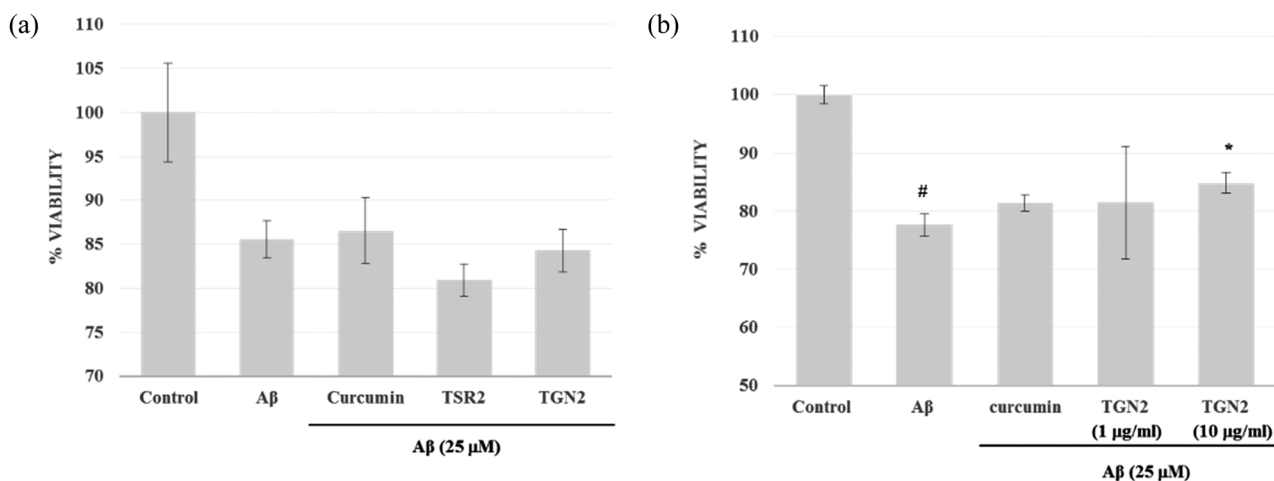 (a)
110
105
100
95
90
85
80
75
70
% VIABILITY
Control
Aβ
Curcumin
TSR2
TGN2
Aβ (25 μM)
(b)
110
100
90
80
70
60
50
% VIABILITY
#
*
Control
Aβ
curcumin
TGN2
(1 μg/ml)
TGN2
(10 μg/ml)
Aβ (25 μM)